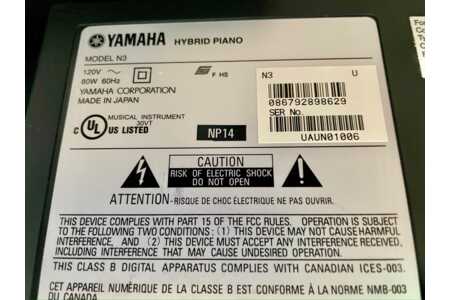 YAMAHA HYBRID PIANO
MODEL N3
120V ~
80W 60Hz
F HS
YAMAHA CORPORATION
MADE IN JAPAN
N3 U
086792898629
SER No.
UAUN01006
MUSICAL INSTRUMENT
30VT
c UL US LISTED
NP14
CAUTION
RISK OF ELECTRIC SHOCK
DO NOT OPEN
ATTENTION-RISQUE DE CHOC ÉLECTRIQUE NE PAS OUVRIR.
THIS DEVICE COMPLIES WITH PART 15 OF THE FCC RULES. OPERATION IS SUBJECT
TO THE FOLLOWING TWO CONDITIONS: (1) THIS DEVICE MAY NOT CAUSE HARMFUL
INTERFERENCE, AND (2) THIS DEVICE MUST ACCEPT ANY INTERFERENCE RECEIVED
INCLUDING INTERFERENCE THAT MAY CAUSE UNDESIRED OPERATION.
THIS CLASS B DIGITAL APPARATUS COMPLIES WITH CANADIAN ICES-003.
CET APPAREIL NUMÉRIQUE DE LA CLASSE B EST CONFORME À LA NORME NMB-003
DU CANADA.